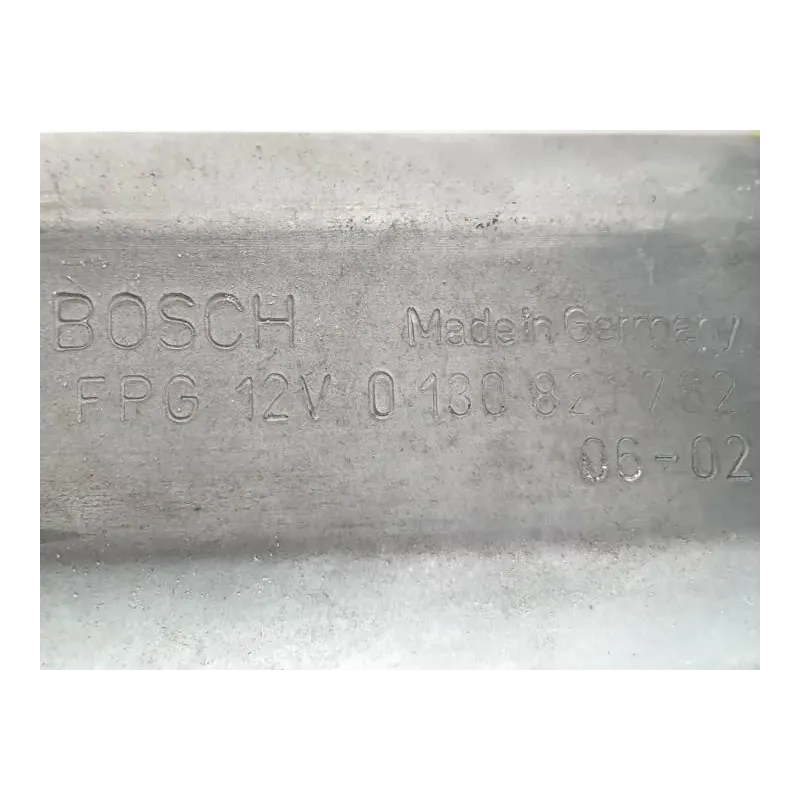 BOSCH Made in Germany
FPG 12V 0 130 821 762
06-02